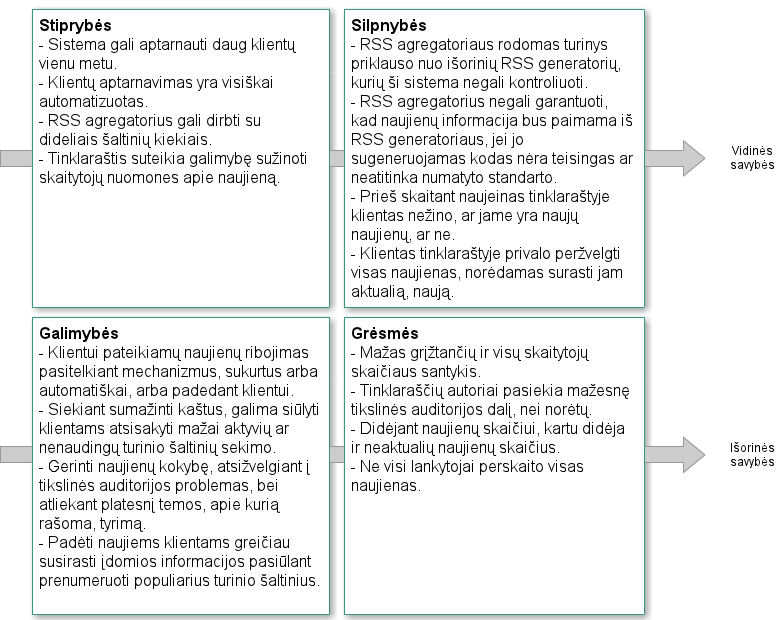 Stiprybės
- Sistema gali aptarnauti daug klientų
vienu metu.
- Klientų aptarnavimas yra visiškai
automatizuotas.
- RSS agregatorius gali dirbti su
dideliais šaltinių kiekiais.
- Tinklaraštis suteikia galimybę sužinoti
skaitytojų nuomones apie naujieną.
Silpnybės
- RSS agregatoriaus rodomas turinys
priklauso nuo išorinių RSS generatorių,
kurių ši sistema negali kontroliuoti.
- RSS agregatorius negali garantuoti,
kad naujienų informacija bus paimama iš
RSS generatoriaus, jei jo
sugeneruojamas kodas nėra teisingas ar
neatitinka numatyto standarto.
- Prieš skaitant naujeinas tinklaraštyje
klientas nežino, ar jame yra naujų
naujienų, ar ne.
- Klientas tinklaraštyje privalo peržvelgti
visas naujienas, norėdamas surasti jam
aktualią, naują.
Vidinės
savybės
Galimybės
- Klientui pateikiamų naujienų ribojimas
pasitelkiant mechanizmus, sukurtus arba
automatiškai, arba padedant klientui.
- Siekiant sumažinti kaštus, galima siūlyti
klientams atsisakyti mažai aktyvių ar
nenaudingų turinio šaltinių sekimo.
- Gerinti naujienų kokybę, atsižvelgiant į
tikslinės auditorijos problemas, bei
atliekant platesnį temos, apie kurią
rašoma, tyrimą.
- Padėti naujiems klientams greičiau
susirasti įdomios informacijos pasiūlant
prenumeruoti populiarius turinio šaltinius.
Grėsmės
- Mažas grįžtančių ir visų skaitytojų
skaičiaus santykis.
- Tinklaraščių autoriai pasiekia mažesnę
tikslinės auditorijos dalį, nei norėtų.
- Didėjant naujienų skaičiui, kartu didėja
ir neaktualių naujienų skaičius.
- Ne visi lankytojai perskaito visas
naujienas.
Išorinės
savybės